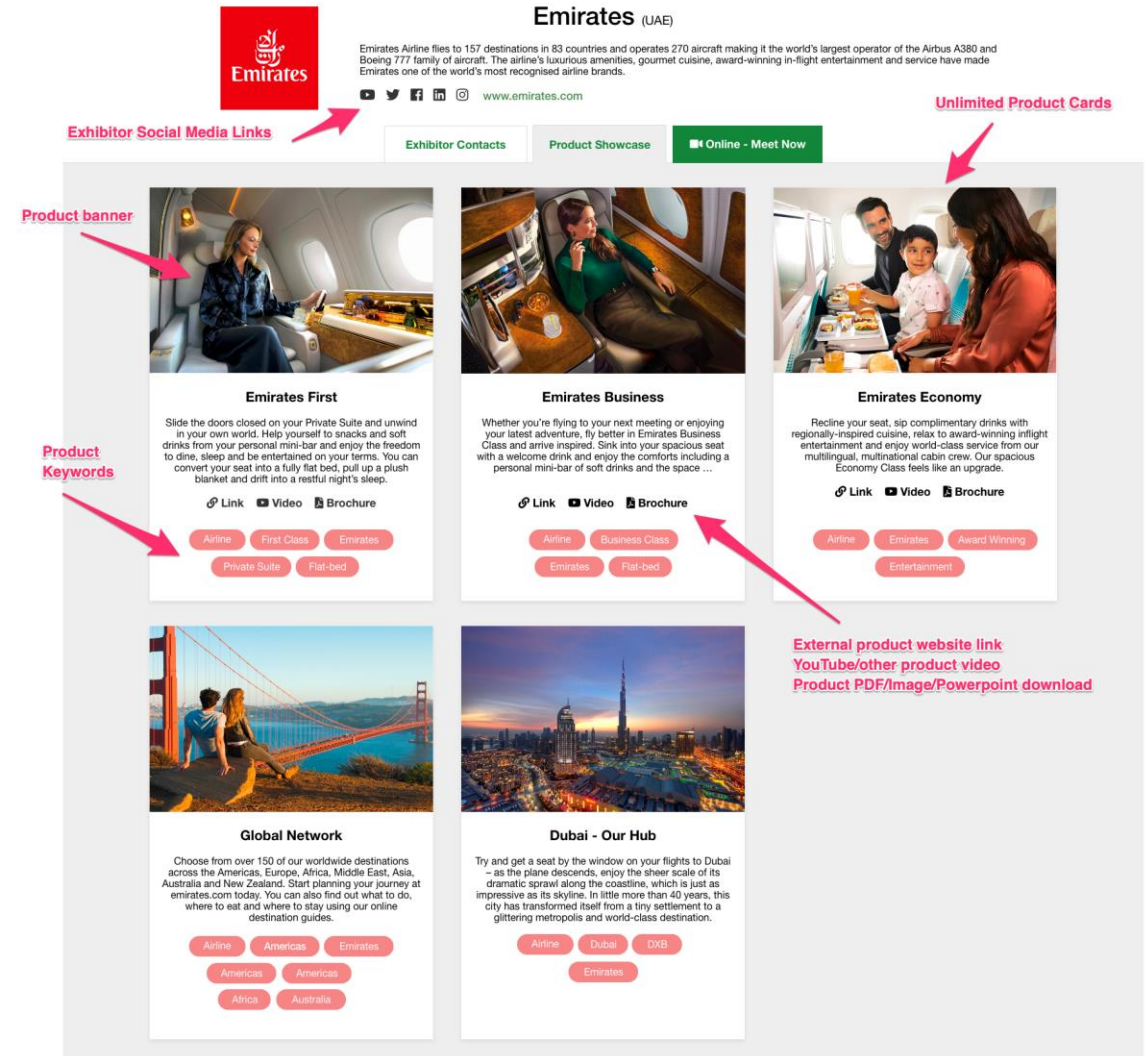 Emirates (UAE)
Emirates
Emirates Airline flies to 157 destinations in 83 countries and operates 270 aircraft making it the world's largest operator of the Airbus A380 and
Boeing 777 family of aircraft. The airline's luxurious amenities, gourmet cuisine, award-winning in-flight entertainment and service have made
Emirates one of the world's most recognised airline brands.
www.emirates.com
Unlimited Product Cards
Exhibitor Social Media Links
Exhibitor Contacts
Product Showcase
Online - Meet Now
Product banner
Emirates First
Slide the doors closed on your Private Suite and unwind
in your own world. Help yourself to snacks and soft
drinks from your personal mini-bar and enjoy the freedom
to dine, sleep and be entertained on your terms. You can
convert your seat into a fully flat bed, pull up a plush
blanket and drift into a restful night's sleep.
Link Video Brochure
Airline First Class Emirates
Private Suite Flat-bed
Product
Keywords
Emirates Business
Whether you're flying to your next meeting or enjoying
your latest adventure, fly better in Emirates Business
Class and arrive inspired. Sink into your spacious seat
with a welcome drink and enjoy the comforts including a
personal mini-bar of soft drinks and the space ...
Link Video Brochure
Airline Business Class
Emirates Flat-bed
Emirates Economy
Recline your seat, sip complimentary drinks with
regionally-inspired cuisine, relax to award-winning inflight
entertainment and enjoy world-class service from our
multilingual, multinational cabin crew. Our spacious
Economy Class feels like an upgrade.
Link Video Brochure
Airline Emirates Award Winning
Entertainment
External product website link
YouTube/other product video
Product PDF/Image/Powerpoint download
Global Network
Choose from over 150 of our worldwide destinations
across the Americas, Europe, Africa, Middle East, Asia,
Australia and New Zealand. Start planning your journey at
emirates.com today. You can also find out what to do,
where to eat and where to stay using our online
destination guides.
Airline Americas Emirates
Americas Americas
Africa Australia
Dubai - Our Hub
Try and get a seat by the window on your flights to Dubai
– as the plane descends, enjoy the sheer scale of its
dramatic sprawl along the coastline, which is just as
impressive as its skyline. In little more than 40 years, this
city has transformed itself from a tiny settlement to a
glittering metropolis and world-class destination.
Airline Dubai DXB
Emirates